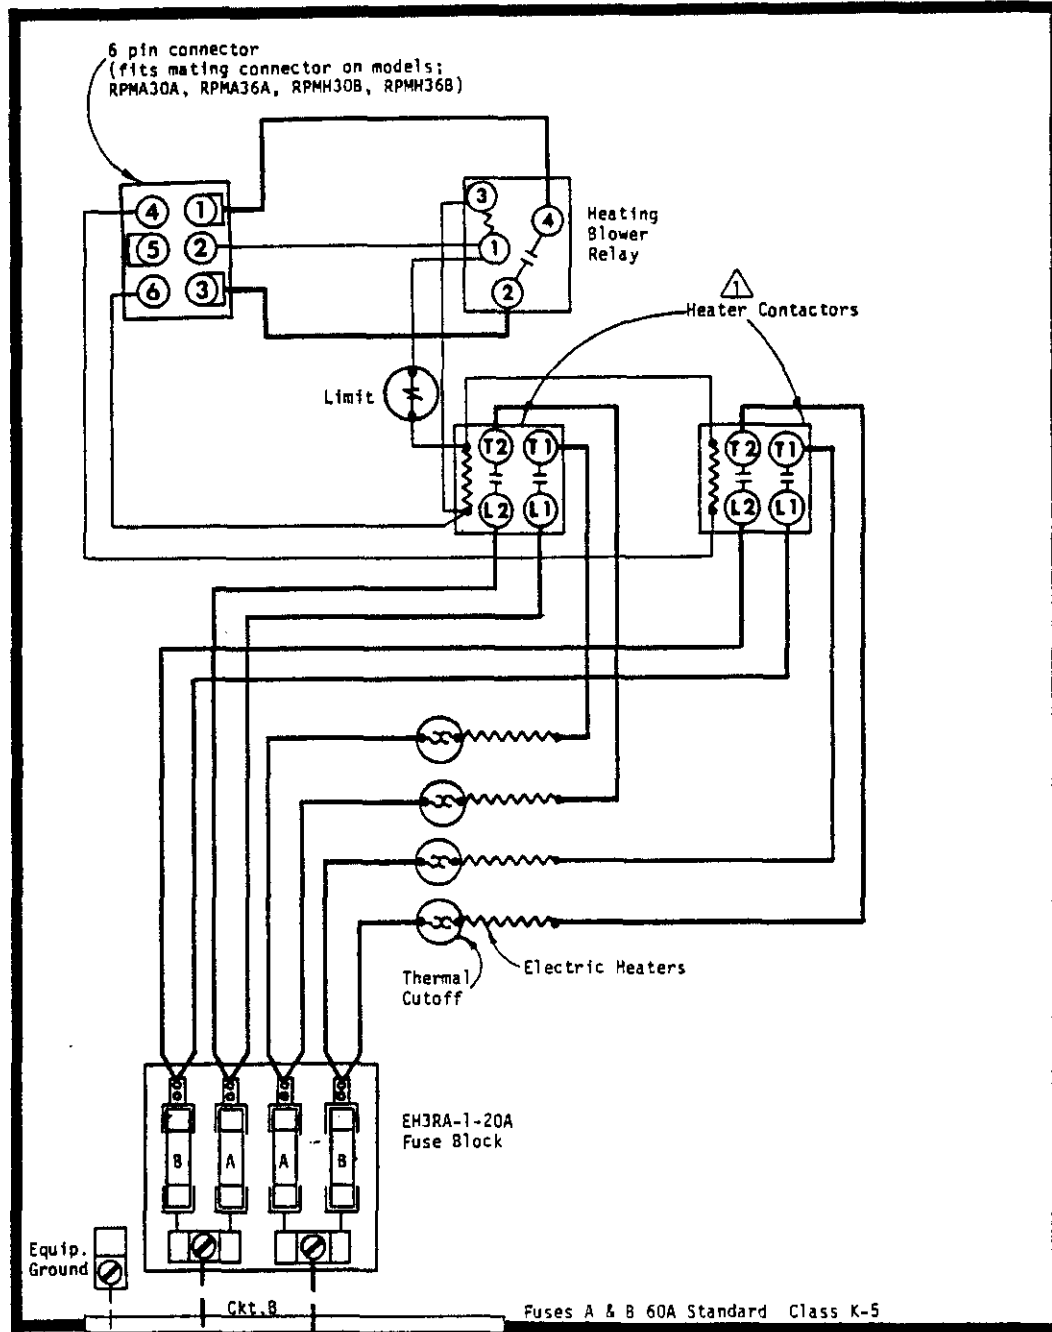 6 pin connector
(fits mating connector on models;
RPMA30A, RPMA36A, RPMH30B, RPMH36B)
4 1
5 2
6 3
3
4
1
2
Heating
Blower
Relay
1
Heater Contactors
Limit
T2 T1
L2 L1
T2 T1
L2 L1
Electric Heaters
Thermal
Cutoff
EH3RA-1-20A
Fuse Block
B A A B
Equip.
Ground
Ckt.B
Fuses A & B 60A Standard Class K-5